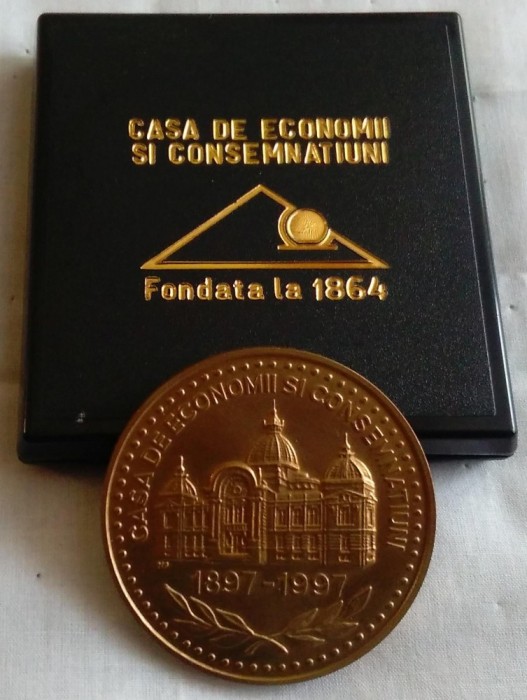 CASA DE ECONOMII
SI CONSEMNATIUNI
Fondata la 1864
CASA DE ECONOMII SI CONSEMNATIUNI
1897-1997